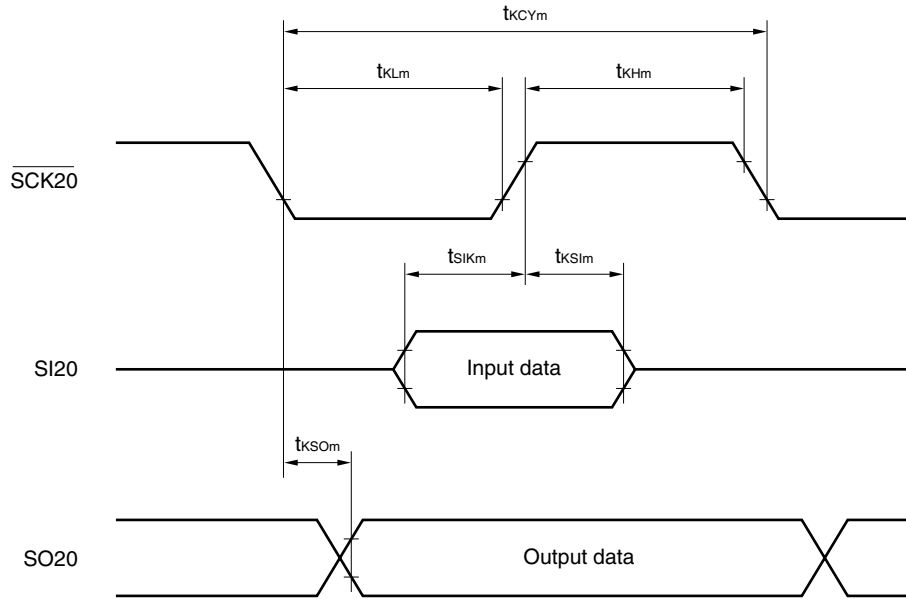 tKCYm
tKLm
tKHm
SCK20
tSIKm
tKSIm
SI20
Input data
tKSOm
SO20
Output data